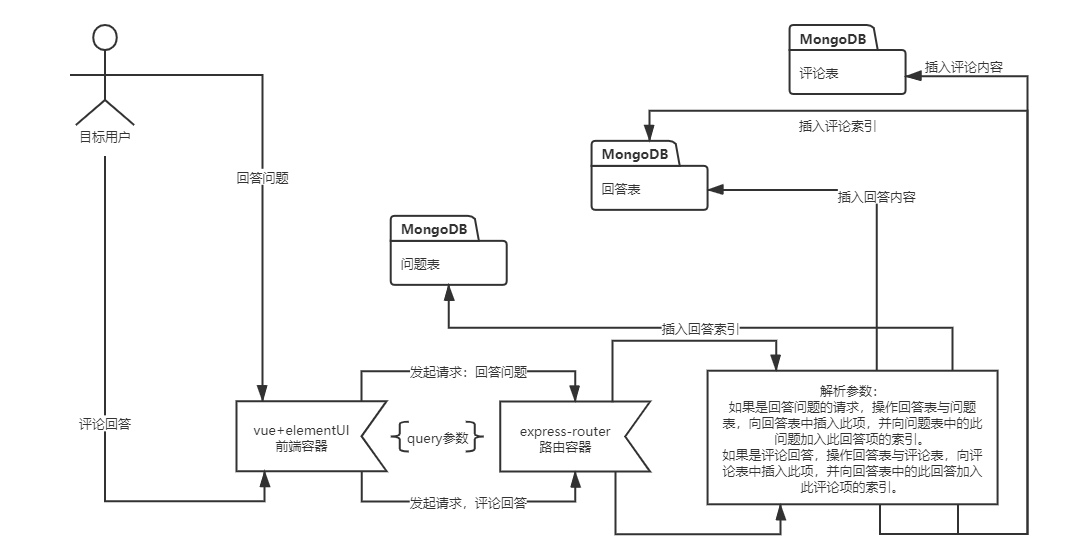 MongoDB
评论表
插入评论内容
插入评论索引
目标用户
MongoDB
回答表
回答问题
插入回答内容
MongoDB
问题表
插入回答索引
发起请求：回答问题
解析参数：
如果是回答问题的请求，操作回答表与问题
表，向回答表中插入此项，并向问题表中的此
问题加入此回答项的索引。
如果是评论回答，操作回答表与评论表，向评
论表中插入此项，并向回答表中的此回答加入
此评论项的索引。
评论回答
vue+elementUI
前端容器
query参数
express-router
路由容器
发起请求，评论回答